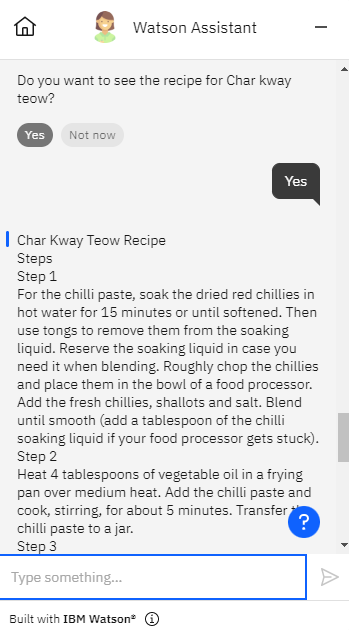 Watson Assistant
Do you want to see the recipe for Char kway
teow?
Yes
Not now
Yes
Char Kway Teow Recipe
Steps
Step 1
For the chilli paste, soak the dried red chillies in
hot water for 15 minutes or until softened. Then
use tongs to remove them from the soaking
liquid. Reserve the soaking liquid in case you
need it when blending. Roughly chop the chillies
and place them in the bowl of a food processor.
Add the fresh chillies, shallots and salt. Blend
until smooth (add a tablespoon of the chilli
soaking liquid if your food processor gets stuck).
Step 2
Heat 4 tablespoons of vegetable oil in a frying
pan over medium heat. Add the chilli paste and
cook, stirring, for about 5 minutes. Transfer
?
chilli paste to a jar.
Step 3
Type something...
Built with IBM Watson®